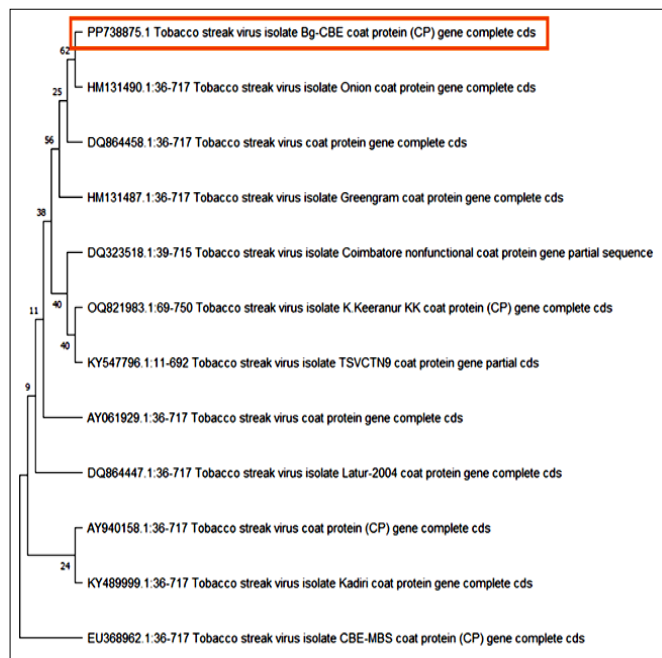 PP738875.1 Tobacco streak virus isolate Bg-CBE coat protein (CP) gene complete cds
62
HM131490.1:36-717 Tobacco streak virus isolate Onion coat protein gene complete cds
25
DQ864458.1:36-717 Tobacco streak virus coat protein gene complete cds
56
HM131487.1:36-717 Tobacco streak virus isolate Greengram coat protein gene complete cds
38
DQ323518.1:39-715 Tobacco streak virus isolate Coimbatore nonfunctional coat protein gene partial sequence
40
OQ821983.1:69-750 Tobacco streak virus isolate K.Keeranur KK coat protein (CP) gene complete cds
11
40
KY547796.1:11-692 Tobacco streak virus isolate TSVCTN9 coat protein gene partial cds
9
AY061929.1:36-717 Tobacco streak virus coat protein gene complete cds
DQ864447.1:36-717 Tobacco streak virus isolate Latur-2004 coat protein gene complete cds
AY940158.1:36-717 Tobacco streak virus coat protein (CP) gene complete cds
24
KY489999.1:36-717 Tobacco streak virus isolate Kadiri coat protein gene complete cds
EU368962.1:36-717 Tobacco streak virus isolate CBE-MBS coat protein (CP) gene complete cds